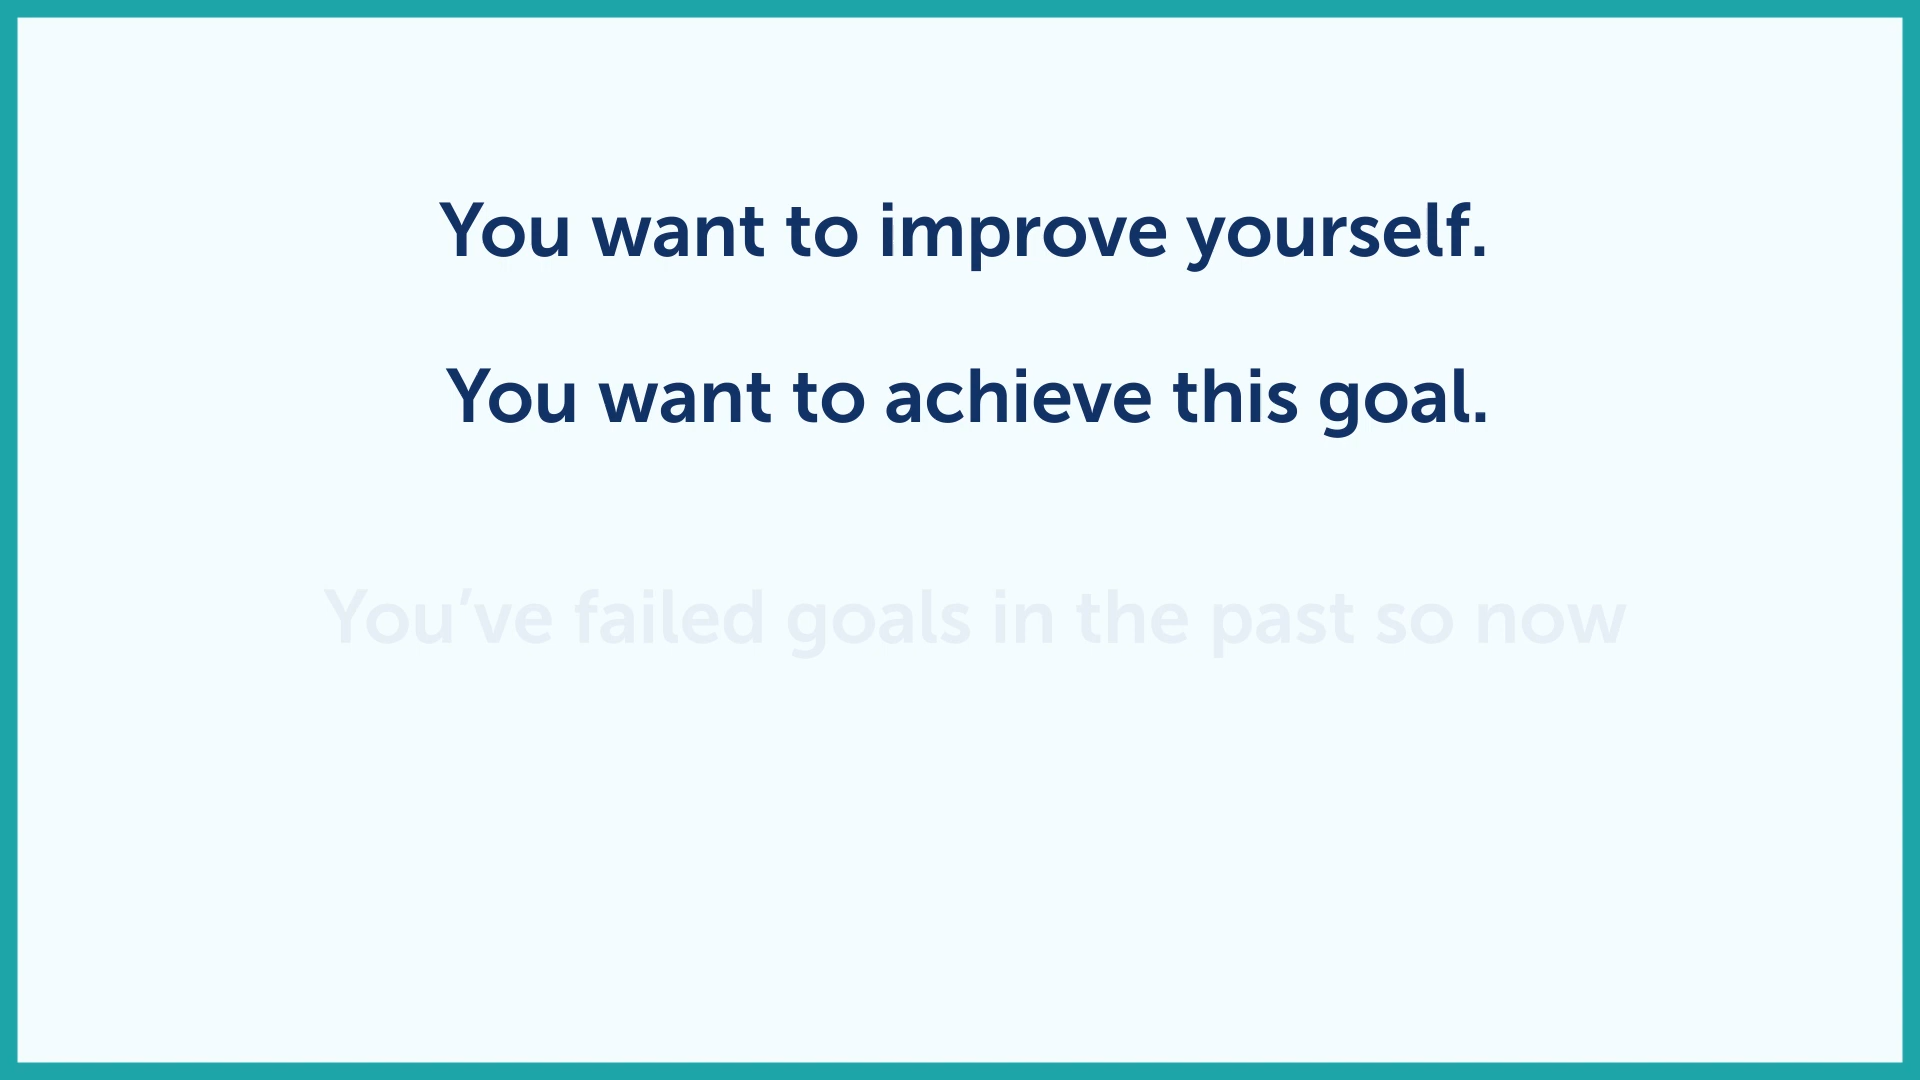 You want to improve yourself.
You want to achieve this goal.
You’ve failed goals in the past so now